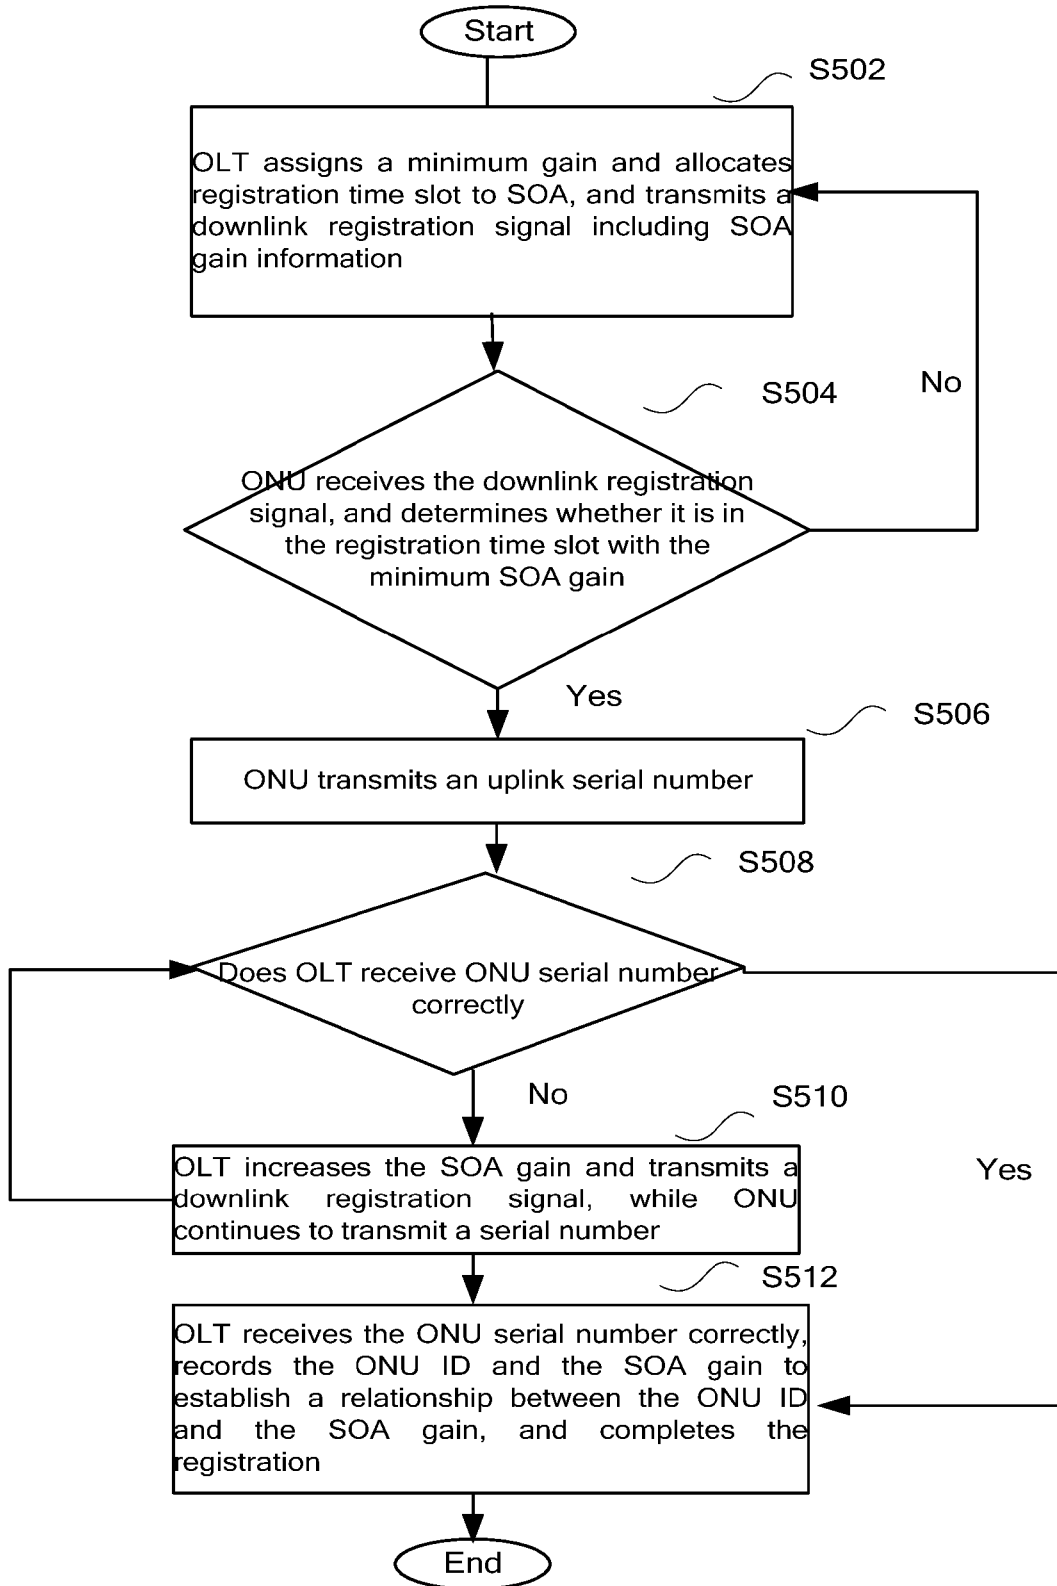 Start
S502
OLT assigns a minimum gain and allocates
registration time slot to SOA, and transmits a
downlink registration signal including SOA
gain information
No
S504
ONU receives the downlink registration
signal, and determines whether it is in
the registration time slot with the
minimum SOA gain
Yes
S506
ONU transmits an uplink serial number
S508
Does OLT receive ONU serial number
correctly
No
S510
OLT increases the SOA gain and transmits a
downlink registration signal, while ONU
continues to transmit a serial number
Yes
S512
OLT receives the ONU serial number correctly,
records the ONU ID and the SOA gain to
establish a relationship between the ONU ID
and the SOA gain, and completes the
registration
End